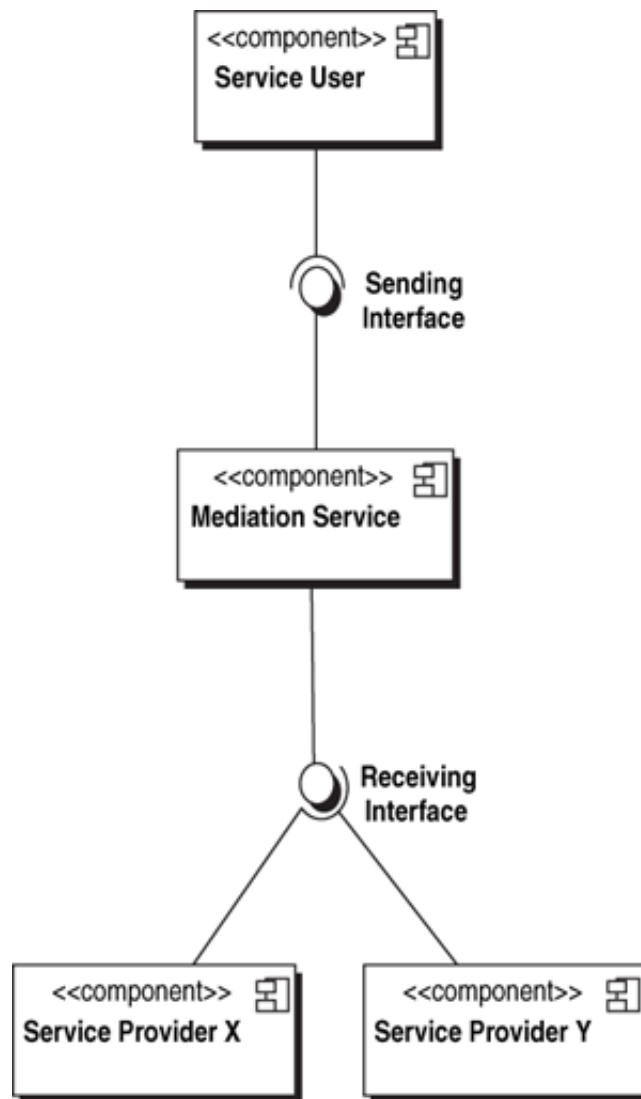 <<component>>
Service User
Sending
Interface
<<component>>
Mediation Service
Receiving
Interface
<<component>>
Service Provider X
<<component>>
Service Provider Y